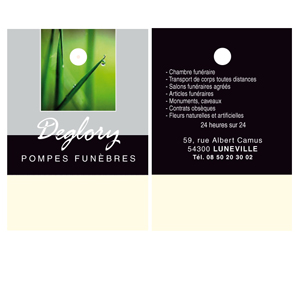 Deglory
POMPES FUNÈBRES
- Chambre funéraire
- Transport de corps toutes distances
- Salons funéraires agréés
- Articles funéraires
- Monuments, caveaux
- Contrats obsèques
- Fleurs naturelles et artificielles
24 heures sur 24
59, rue Albert Camus
54300 LUNEVILLE
Tél. 08 50 20 30 02